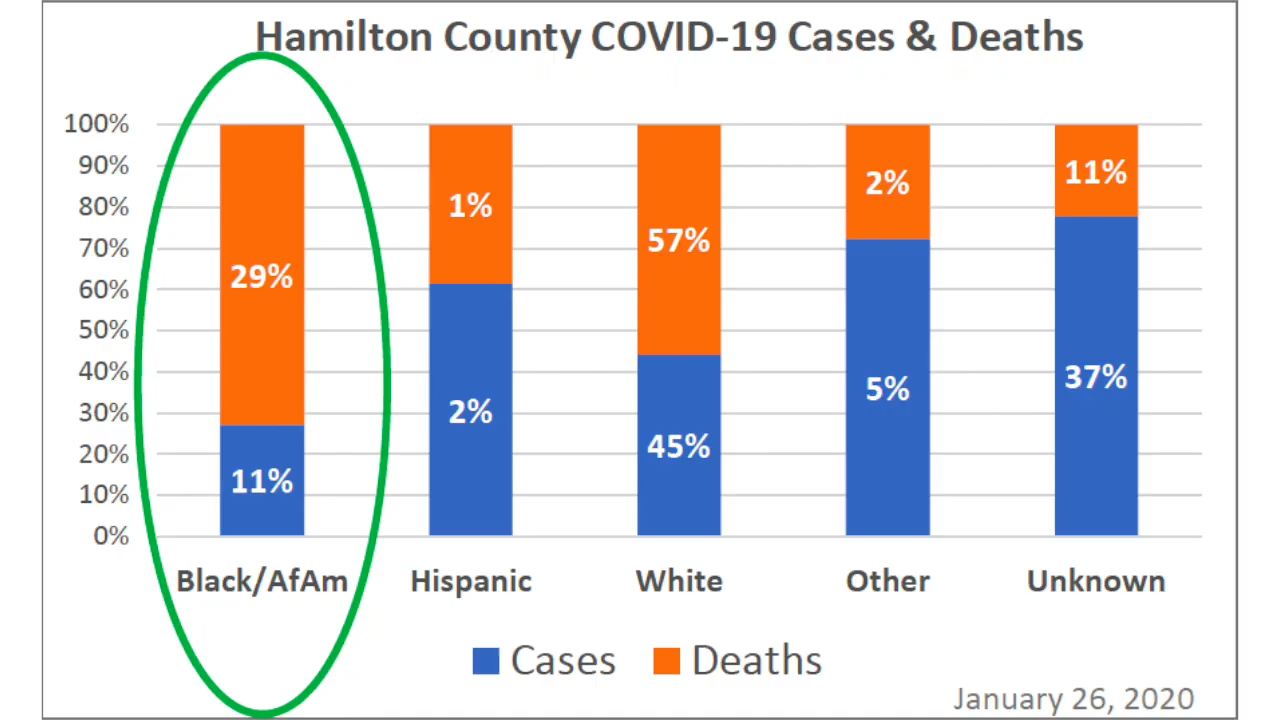 Hamilton County COVID-19 Cases & Deaths
100%
90%
80%
70%
60%
50%
40%
30%
20%
10%
0%
29%
11%
1%
2%
57%
45%
2%
5%
11%
37%
Black/AfAm
Hispanic
White
Other
Unknown
Cases
Deaths
January 26, 2020